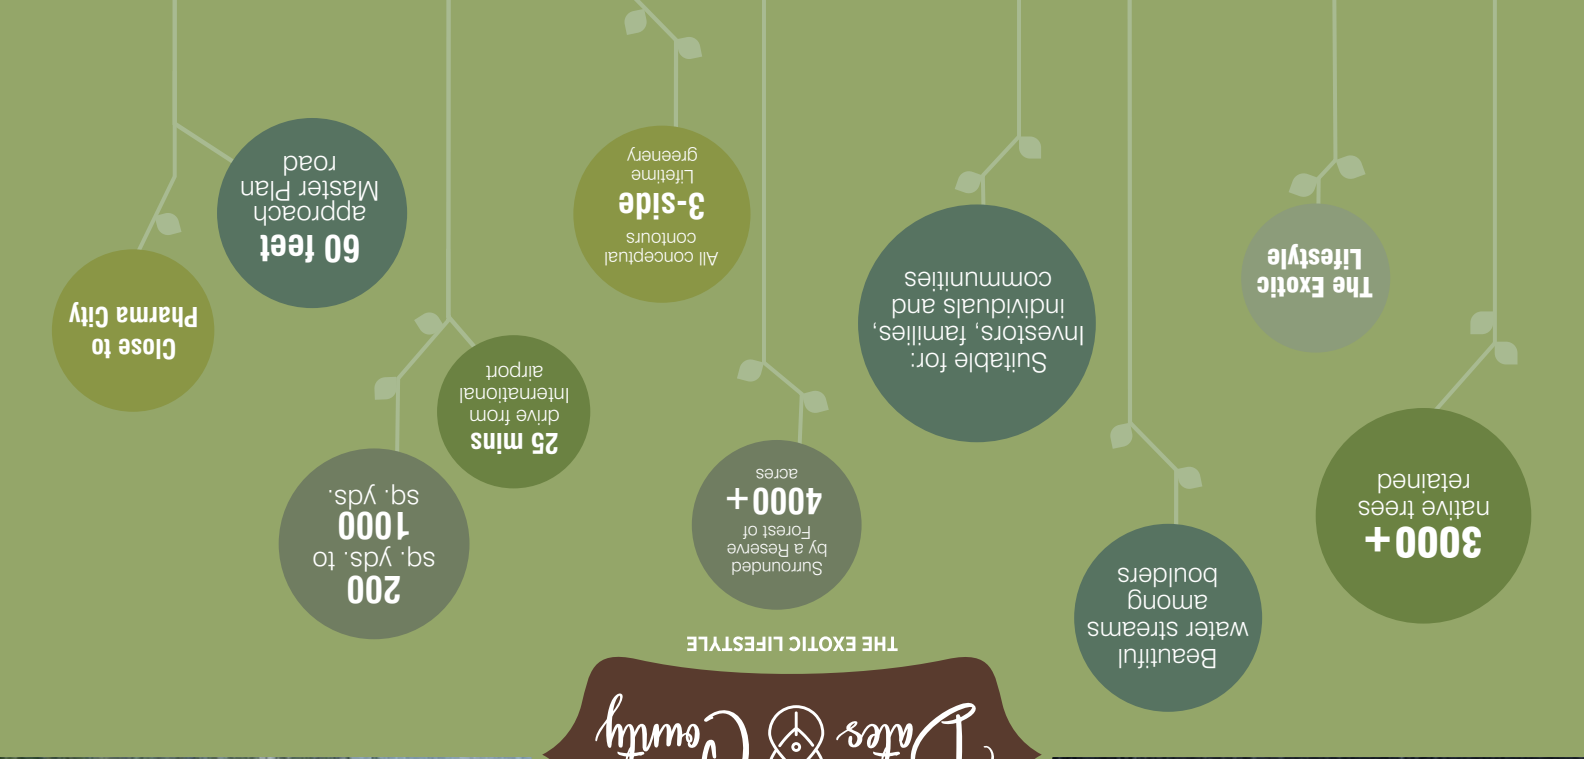 Dates County
THE EXOTIC LIFESTYLE
Beautiful
water streams
among
boulders
3000+
native trees
retained
Surrounded
by a Reserve
Forest of
4000+
acres
200
sq. yds. to
1000
sq. yds.
25 mins
drive from
International
airport
Suitable for:
Investors, families,
individuals and
communities
The Exotic
Lifestyle
All conceptual
contours
3-side
Lifetime
greenery
60 feet
approach
Master Plan
road
Close to
Pharma City